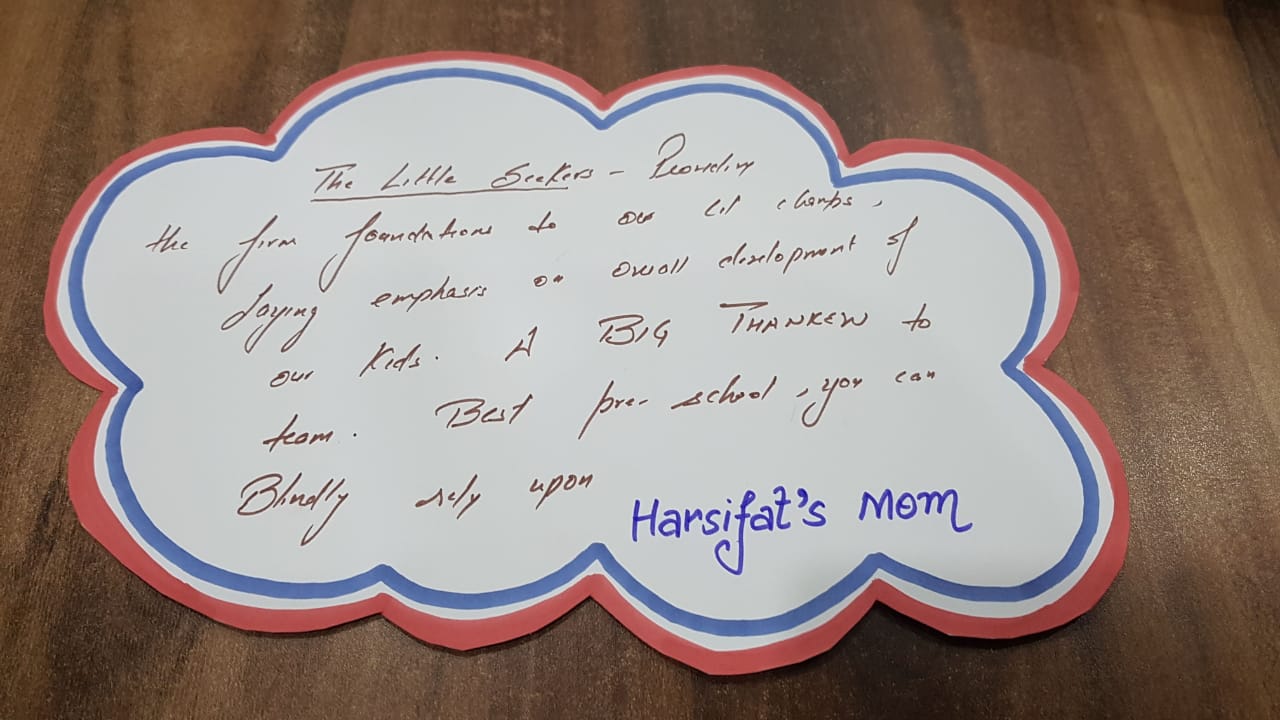 The Little Seekers - Providing
the firm foundations to our lil champs,
laying emphasis on overall development of
our kids. A BIG THANKEW to
team. Best pre-school, you can
Blindly rely upon
Harsifat's Mom